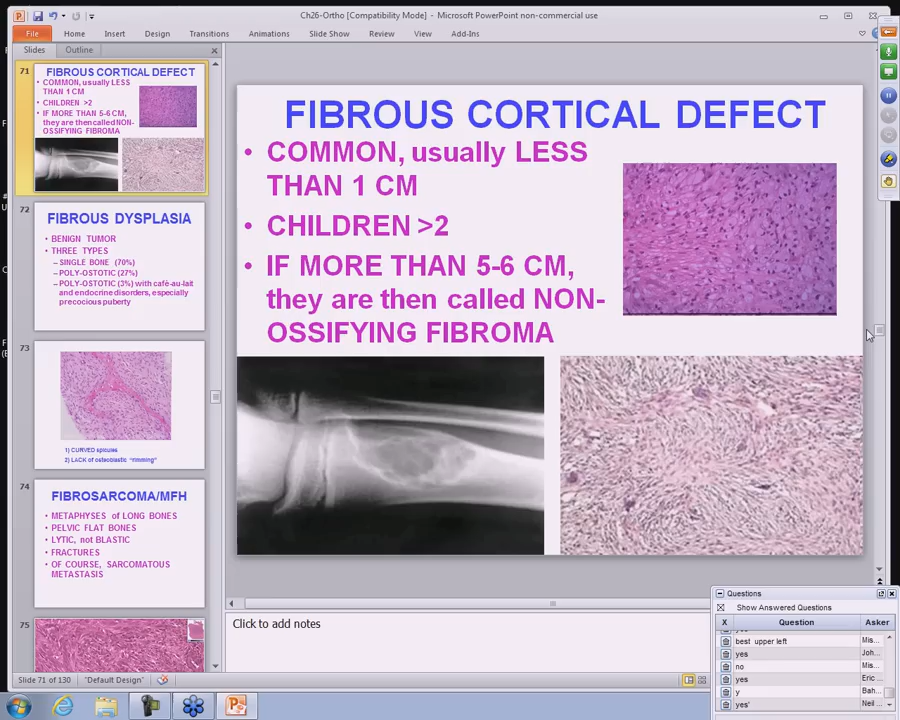 Ch26-Ortho [Compatibility Mode] - Microsoft PowerPoint non-commercial use
File Home Insert Design Transitions Animations Slide Show Review View Add-Ins
Slides Outline
71
FIBROUS CORTICAL DEFECT
• COMMON, usually LESS
THAN 1 CM
• CHILDREN >2
• IF MORE THAN 5-6 CM,
they are then called NON-
OSSIFYING FIBROMA
72
FIBROUS DYSPLASIA
• BENIGN TUMOR
• THREE TYPES
– SINGLE BONE (70%)
– POLY-OSTOTIC (27%)
– POLY-OSTOTIC (3%) with café-au-lait
and endocrine disorders, especially
precocious puberty
73
1) CURVED spicules
2) LACK of osteoblastic "rimming"
74
FIBROSARCOMA/MFH
• METAPHYSES of LONG BONES
• PELVIC FLAT BONES
• LYTIC, not BLASTIC
• FRACTURES
• OF COURSE, SARCOMATOUS
METASTASIS
75
FIBROUS CORTICAL DEFECT
• COMMON, usually LESS
THAN 1 CM
• CHILDREN >2
• IF MORE THAN 5-6 CM,
they are then called NON-
OSSIFYING FIBROMA
Click to add notes
Questions
Show Answered Questions
X Question Asker
best upper left Mis...
yes Joh...
no Mis...
yes Eric ...
y Bah...
yes' Neil ...
Slide 71 of 130 "Default Design"